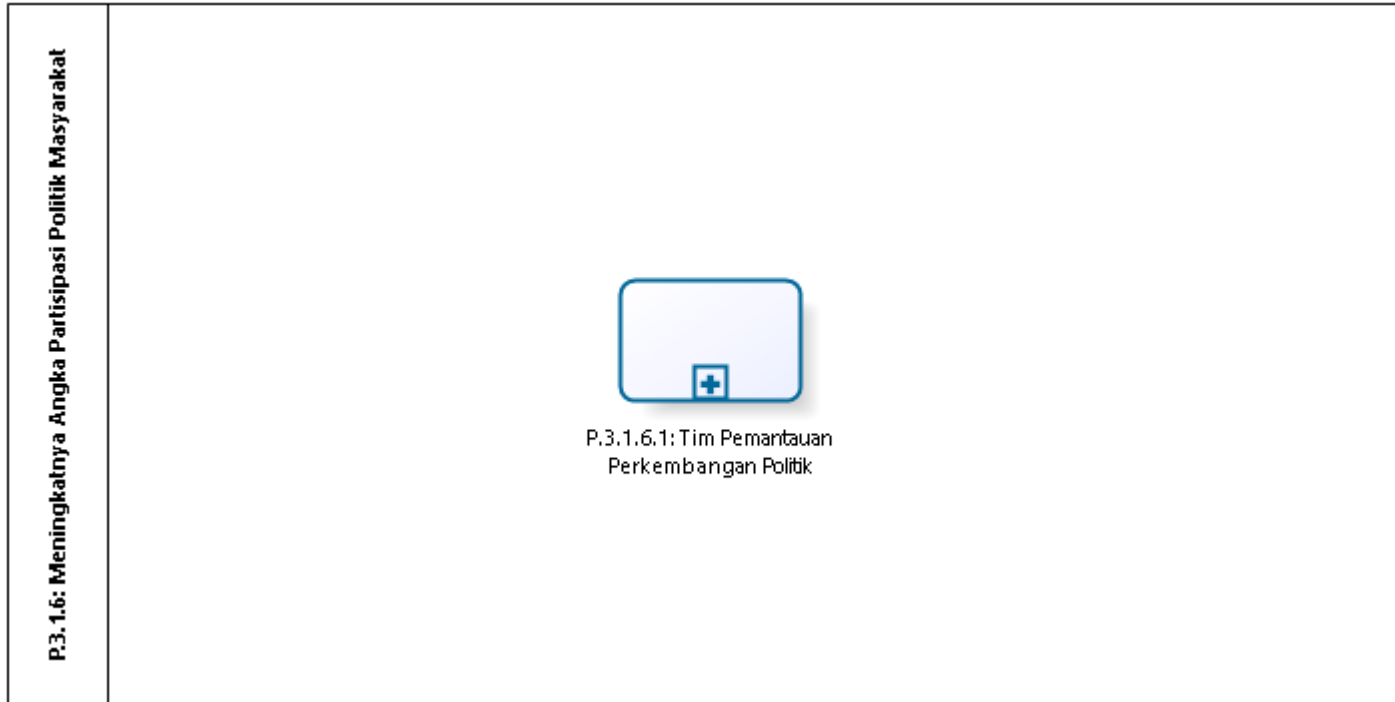 P.3.1.6: Meningkatnya Angka Partisipasi Politik Masyarakat
P.3.1.6.1: Tim Pemantauan
Perkembangan Politik